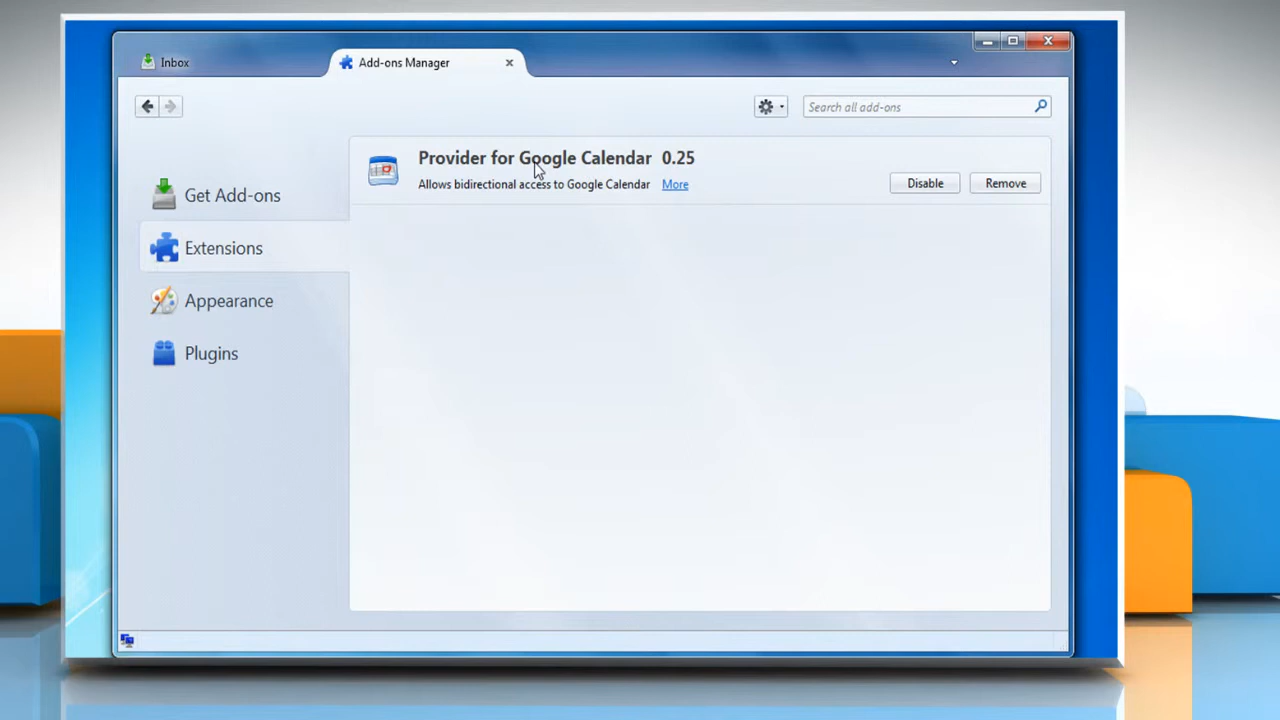 Inbox
Add-ons Manager
Search all add-ons
Get Add-ons
Extensions
Appearance
Plugins
Provider for Google Calendar 0.25
Allows bidirectional access to Google Calendar More
Disable
Remove